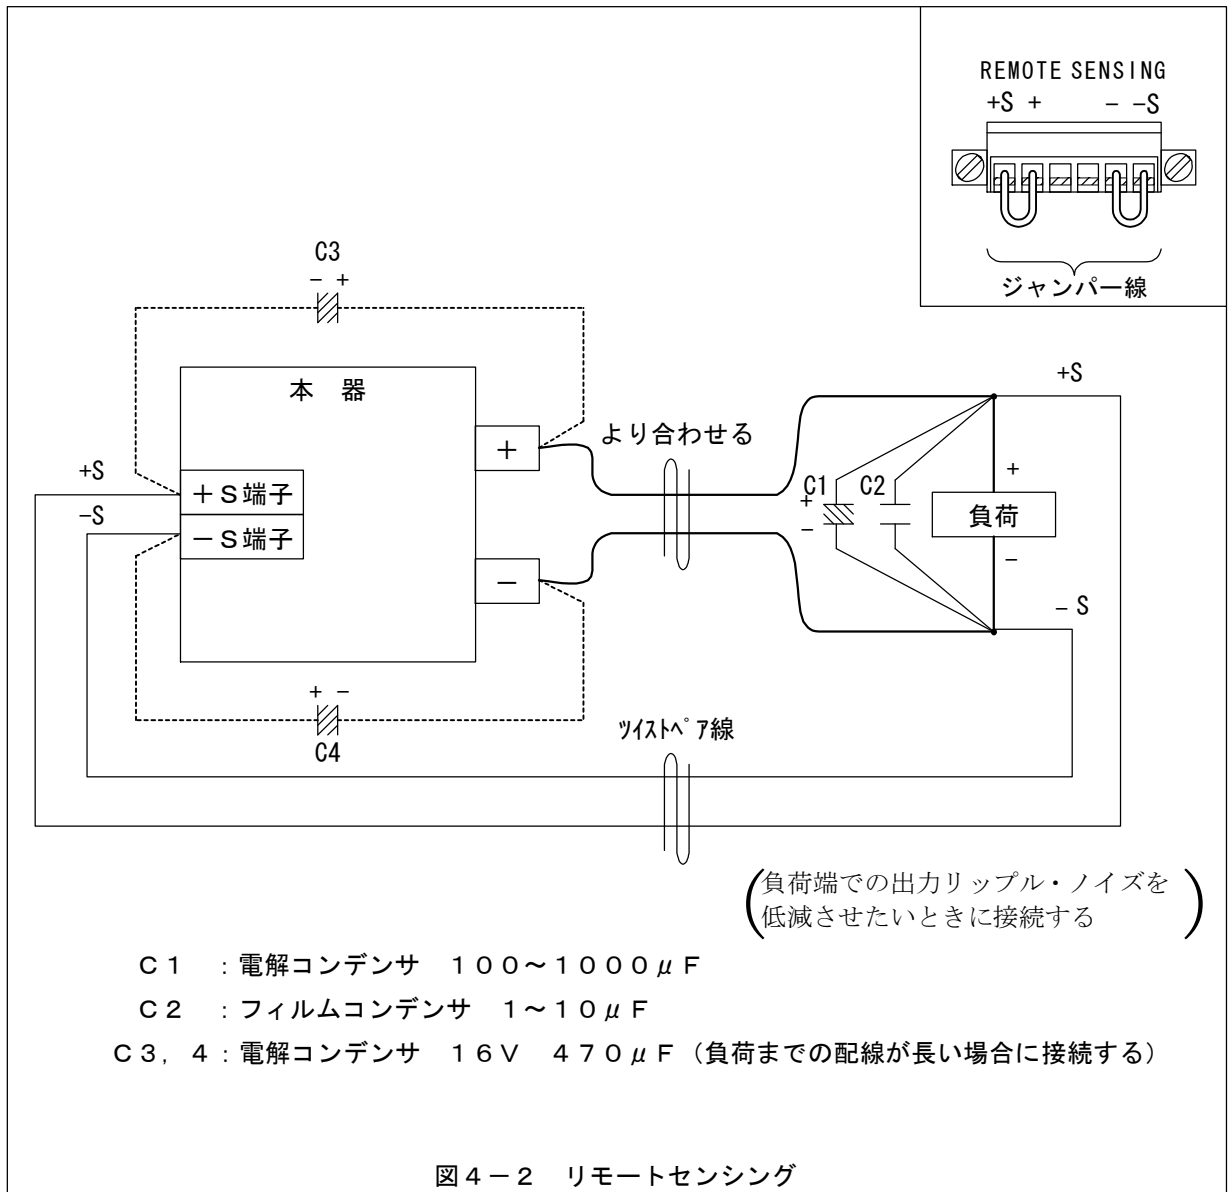 REMOTE SENSING
+S + - -S
ジャンパー線
C3
- +
本 器
+S
-S
+S端子
-S端子
+
-
より合わせる
+S
C1
+
-
C2
+
負荷
-
- S
+ -
C4
ﾂｲｽﾄﾍﾟｱ線
(負荷端での出力リップル・ノイズを
低減させたいときに接続する)
C1 :電解コンデンサ 100~1000μF
C2 :フィルムコンデンサ 1~10μF
C3, 4:電解コンデンサ 16V 470μF (負荷までの配線が長い場合に接続する)
図4-2 リモートセンシング